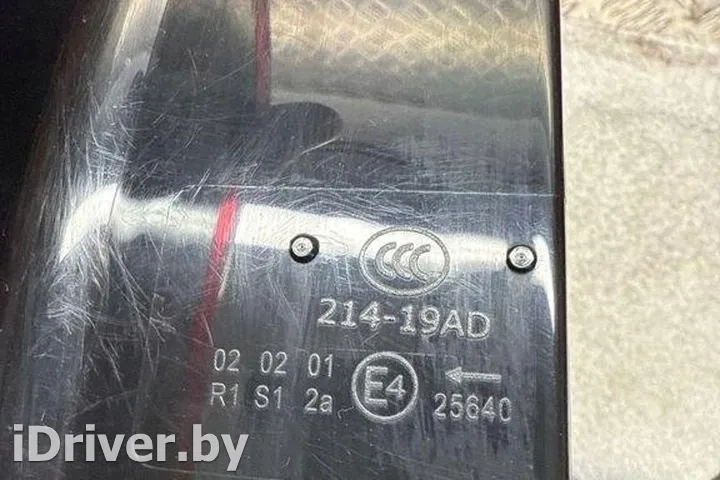 CCC
214-19AD
02 02 01
R1 S1 2a E4 25640
iDriver.by